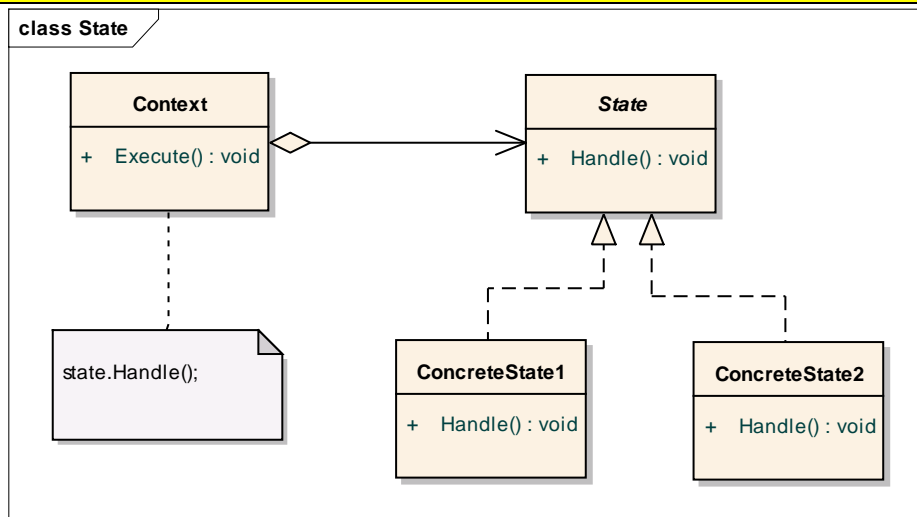 class State
Context
+ Execute() : void
State
+ Handle() : void
state.Handle();
ConcreteState1
+ Handle() : void
ConcreteState2
+ Handle() : void